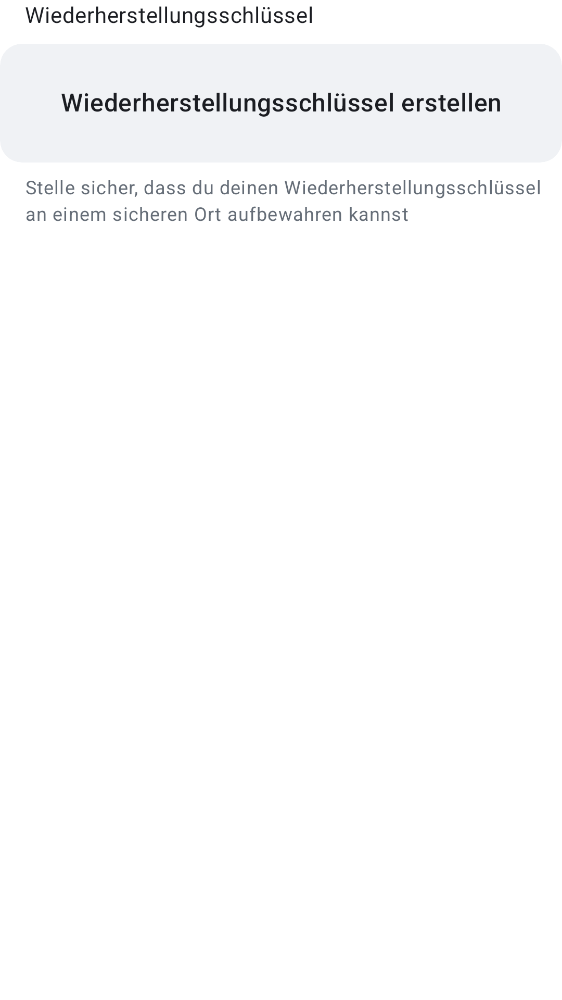 Wiederherstellungsschlüssel
Wiederherstellungsschlüssel erstellen
Stelle sicher, dass du deinen Wiederherstellungsschlüssel
an einem sicheren Ort aufbewahren kannst